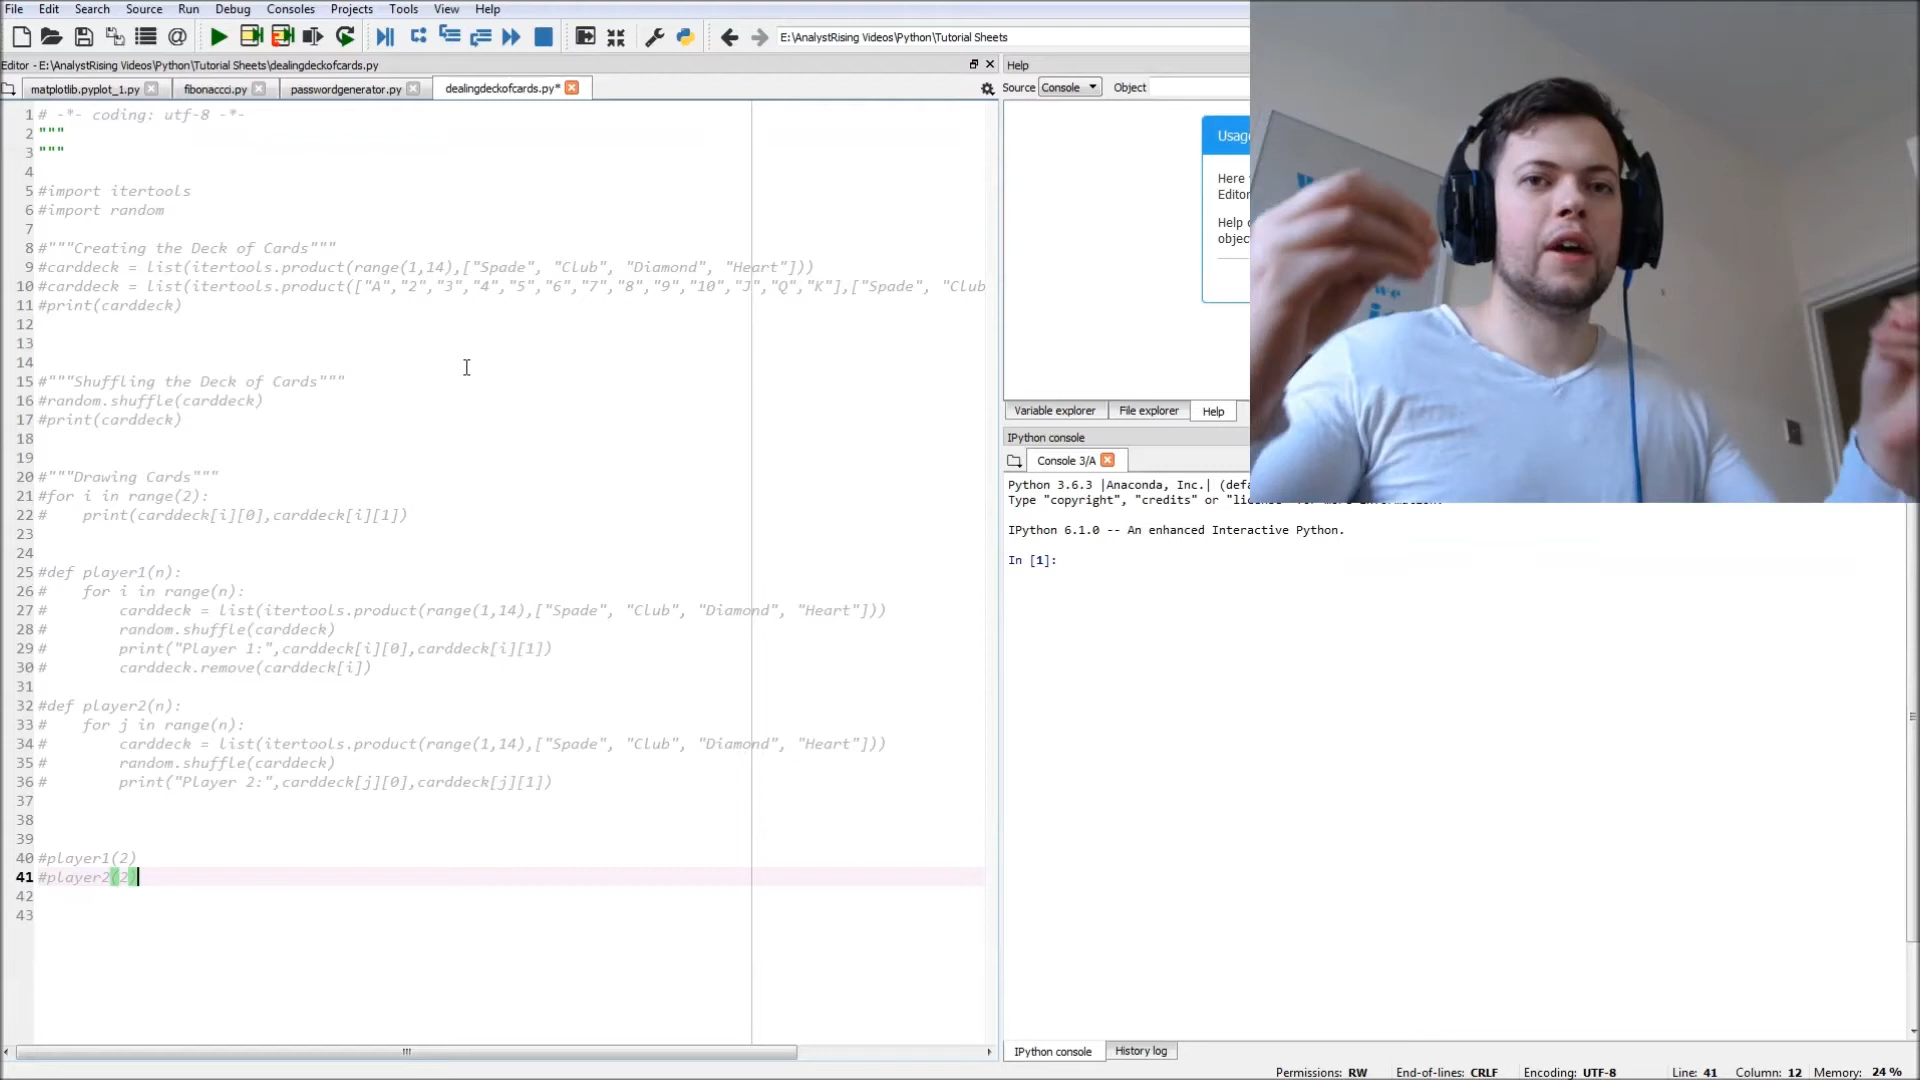 File Edit Search Source Run Debug Consoles Projects Tools View Help
E:\AnalystRising Videos\Python\Tutorial Sheets
Editor - E:\AnalystRising Videos\Python\Tutorial Sheets\dealingdeckofcards.py
matplotlib.pyplot_1.py fibonaccci.py passwordgenerator.py dealingdeckofcards.py*
1 # -*- coding: utf-8 -*-
2 """
3 """
4
5 #import itertools
6 #import random
7
8 #"""Creating the Deck of Cards"""
9 #carddeck = list(itertools.product(range(1,14),["Spade", "Club", "Diamond", "Heart"]))
10 #carddeck = list(itertools.product(["A","2","3","4","5","6","7","8","9","10","J","Q","K"],["Spade", "Club
11 #print(carddeck)
12
13
14
15 #"""Shuffling the Deck of Cards"""
16 #random.shuffle(carddeck)
17 #print(carddeck)
18
19
20 #"""Drawing Cards"""
21 #for i in range(2):
22 #    print(carddeck[i][0],carddeck[i][1])
23
24
25 #def player1(n):
26 #    for i in range(n):
27 #        carddeck = list(itertools.product(range(1,14),["Spade", "Club", "Diamond", "Heart"]))
28 #        random.shuffle(carddeck)
29 #        print("Player 1:",carddeck[i][0],carddeck[i][1])
30 #        carddeck.remove(carddeck[i])
31
32 #def player2(n):
33 #    for j in range(n):
34 #        carddeck = list(itertools.product(range(1,14),["Spade", "Club", "Diamond", "Heart"]))
35 #        random.shuffle(carddeck)
36 #        print("Player 2:",carddeck[j][0],carddeck[j][1])
37
38
39
40 #player1(2)
41 #player2(2)
42
43
Help
Source Console Object
Usage
Here
Editor
Help
objec
Variable explorer File explorer Help
IPython console
Console 3/A
Python 3.6.3 |Anaconda, Inc.| (defa
Type "copyright", "credits" or "license" for more information.
IPython 6.1.0 -- An enhanced Interactive Python.
In [1]:
IPython console History log
Permissions: RW End-of-lines: CRLF Encoding: UTF-8 Line: 41 Column: 12 Memory: 24 %